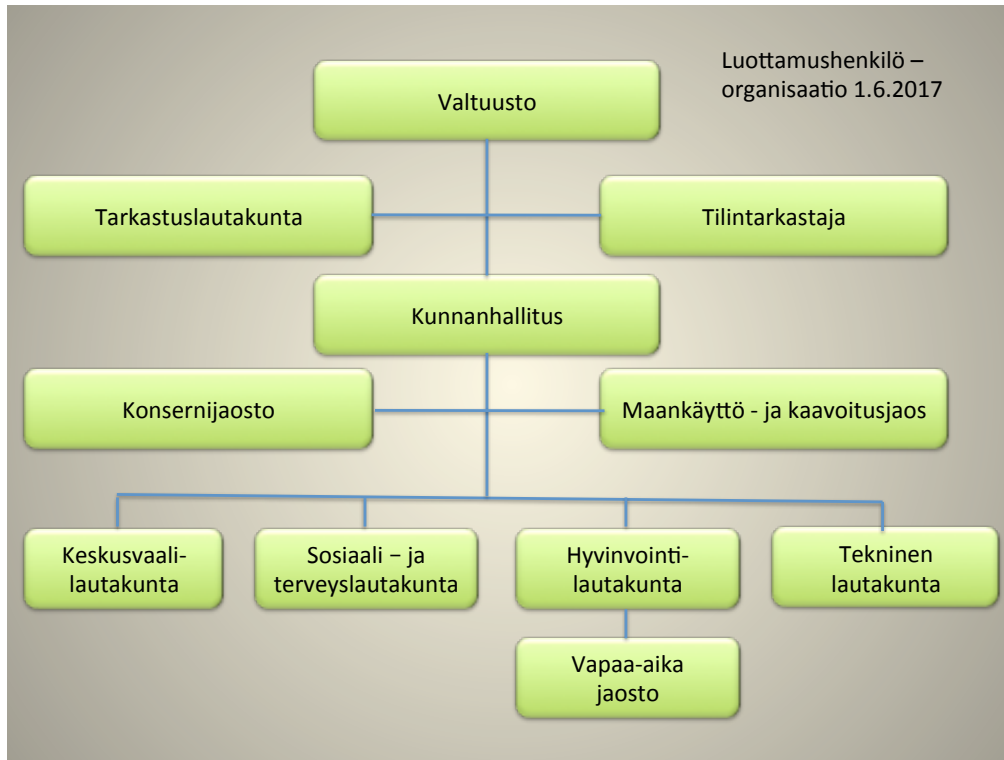 Luottamushenkilö –
organisaatio 1.6.2017
Valtuusto
Tarkastuslautakunta
Tilintarkastaja
Kunnanhallitus
Konsernijaosto
Maankäyttö - ja kaavoitusjaos
Keskusvaali-
lautakunta
Sosiaali – ja
terveyslautakunta
Hyvinvointi-
lautakunta
Tekninen
lautakunta
Vapaa-aika
jaosto